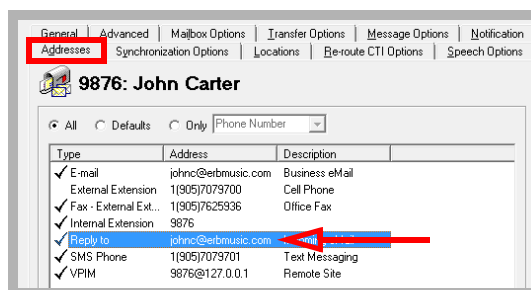 General Advanced Mailbox Options Transfer Options Message Options Notification
Addresses Synchronization Options Locations Re-route CTI Options Speech Options
9876: John Carter
All Defaults Only Phone Number
Type Address Description
E-mail johnc@erbmusic.com Business eMail
External Extension 1(905)7079700 Cell Phone
Fax - External Ext... 1(905)7625936 Office Fax
Internal Extension 9876
Reply to johnc@erbmusic.com
SMS Phone 1(905)7079701 Text Messaging
VPIM 9876@127.0.0.1 Remote Site